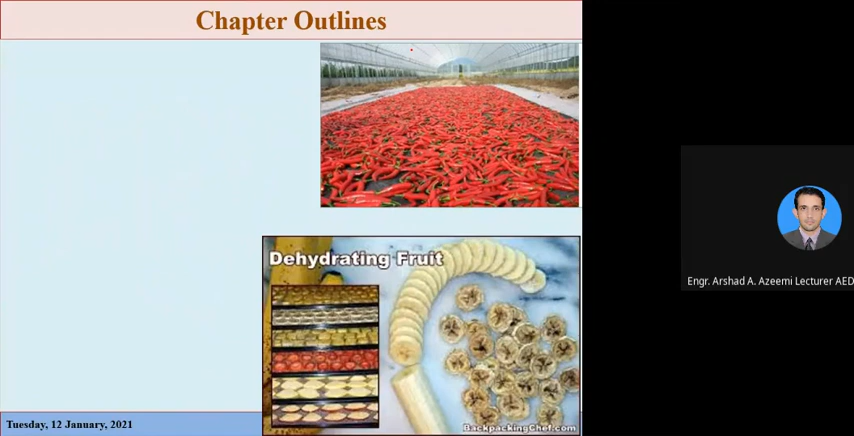 Chapter Outlines
Dehydrating Fruit
BackpackingChef.com
Tuesday, 12 January, 2021
Engr. Arshad A. Azeemi Lecturer AED